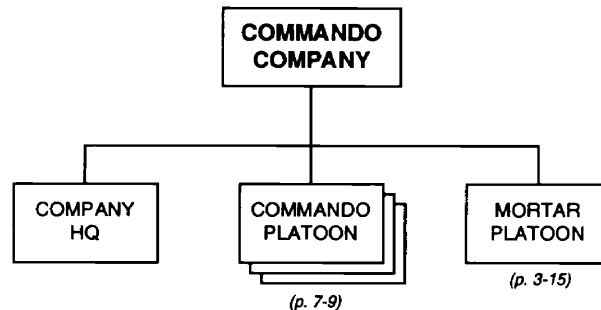 COMMANDO
COMPANY
COMPANY
HQ
COMMANDO
PLATOON
MORTAR
PLATOON
(p. 7-9)
(p. 3-15)